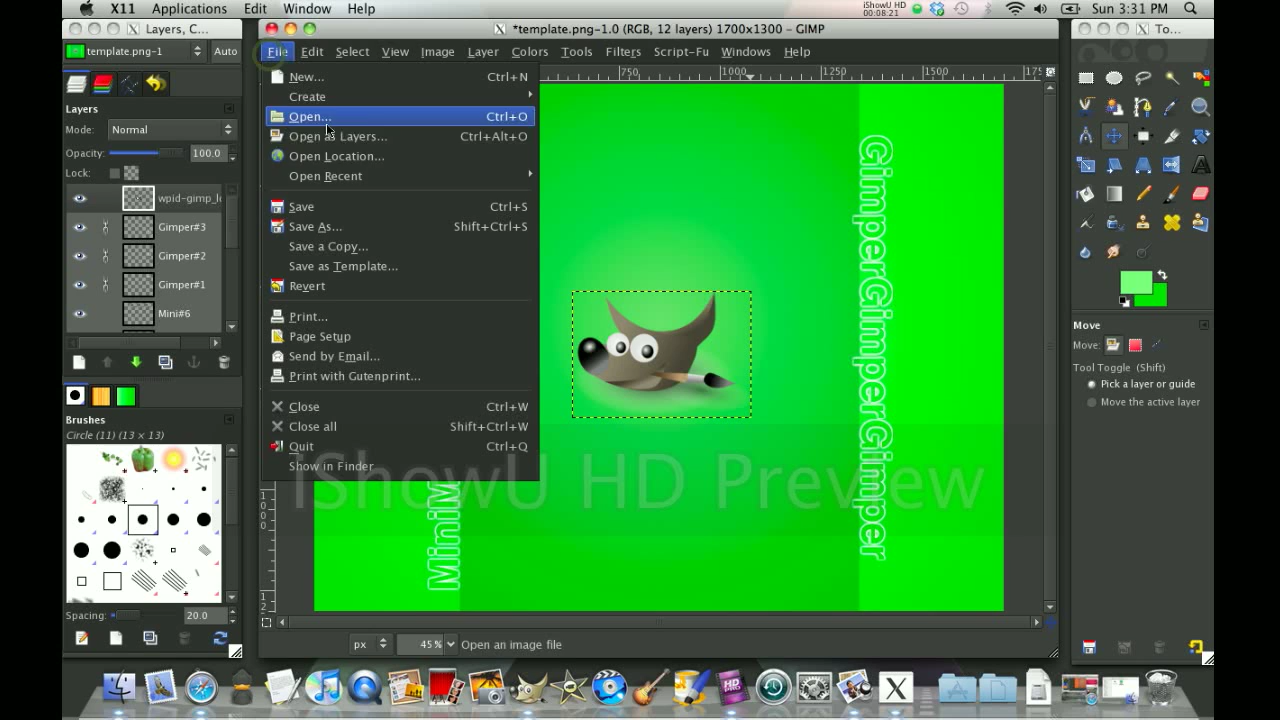 X11 Applications Edit Window Help
iShowU HD
00:08:21
Sun 3:31 PM
Layers, C...
*template.png-1.0 (RGB, 12 layers) 1700x1300 – GIMP
To...
template.png-1
Auto
File Edit Select View Image Layer Colors Tools Filters Script-Fu Windows Help
750 1000 1250 1500 175
New... Ctrl+N
Create
Open... Ctrl+O
Open as Layers... Ctrl+Alt+O
Open Location...
Open Recent
Save Ctrl+S
Save As... Shift+Ctrl+S
Save a Copy...
Save as Template...
Revert
Print...
Page Setup
Send by Email...
Print with Gutenprint...
Close Ctrl+W
Close all Shift+Ctrl+W
Quit Ctrl+Q
Show in Finder
Layers
Mode: Normal
Opacity: 100.0
Lock:
wpid-gimp_lo
Gimper#3
Gimper#2
Gimper#1
Mini#6
Brushes
Circle (11) (13 × 13)
Spacing: 20.0
GimperGimperGimperGimper
MiniM
iShowU HD Preview
px 45% Open an image file
Move
Move:
Tool Toggle (Shift)
Pick a layer or guide
Move the active layer
HD
X